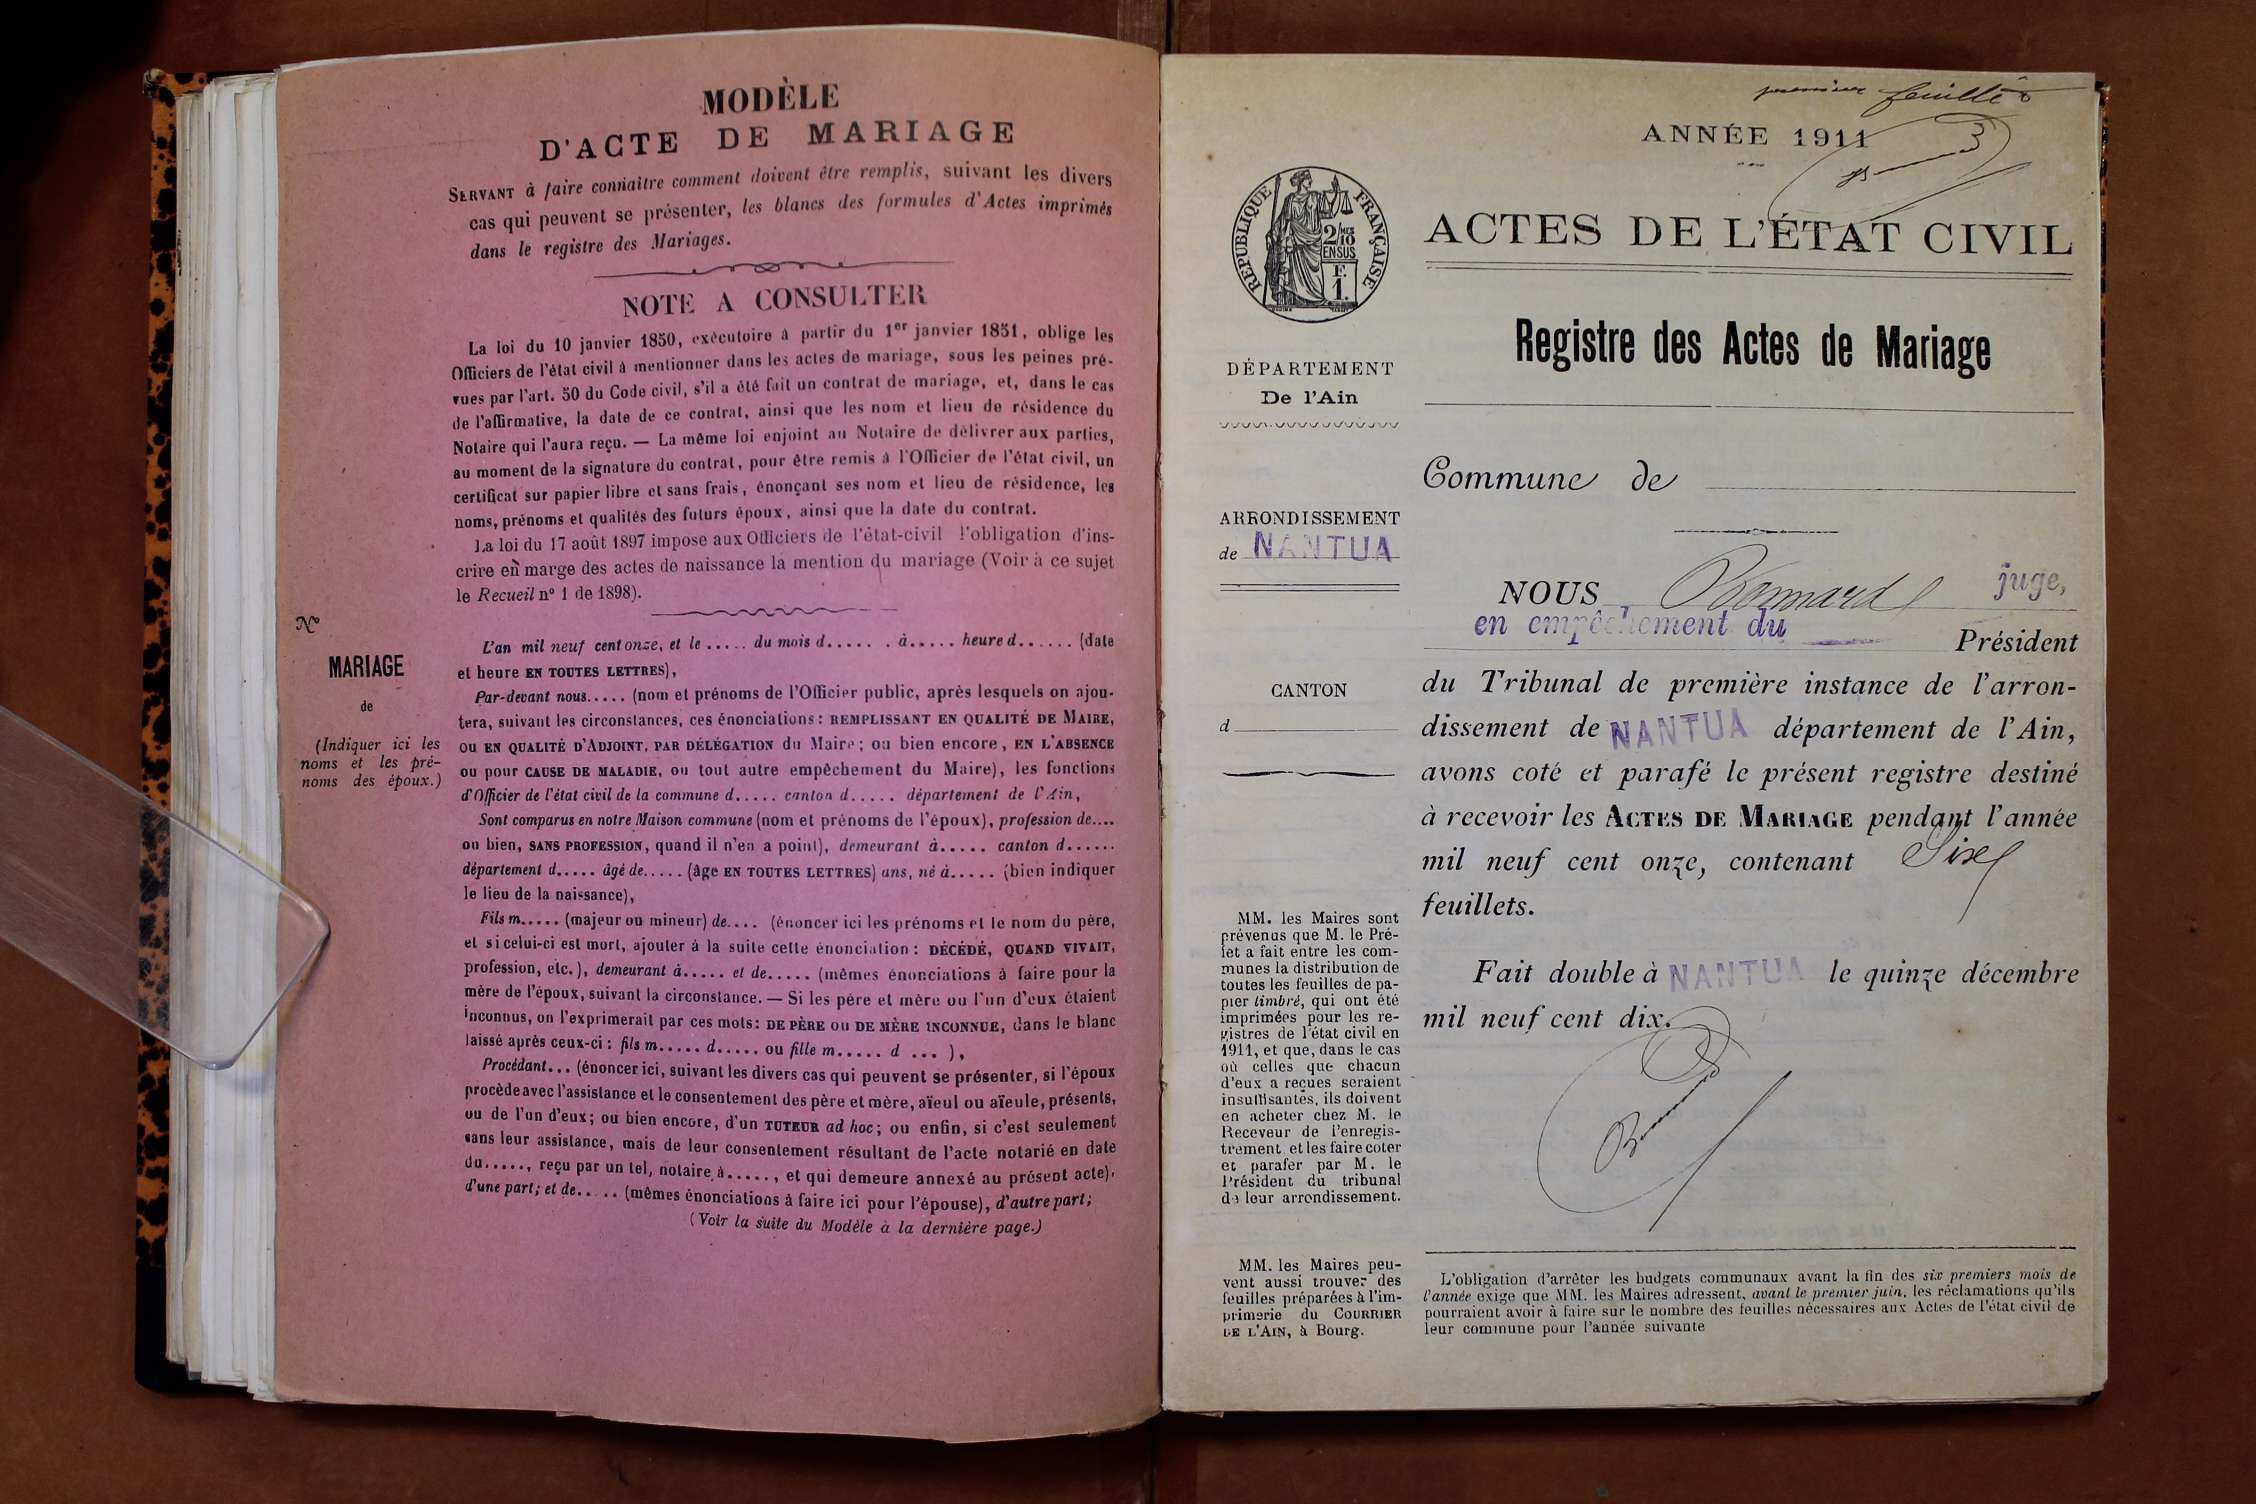 MODÈLE
D'ACTE DE MARIAGE
SERVANT à faire connaitre comment doivent être remplis, suivant les divers
cas qui peuvent se présenter, les blancs des formules d'Actes imprimés
dans le registre des Mariages.
NOTE A CONSULTER
La loi du 10 janvier 1850, exécutoire à partir du 1er janvier 1851, oblige les
Officiers de l'état civil à mentionner dans les actes de mariage, sous les peines pré-
vues par l'art. 50 du Code civil, s'il a été fait un contrat de mariage, et, dans le cas
de l'affirmative, la date de ce contrat, ainsi que les nom et lieu de résidence du
Notaire qui l'aura reçu. — La même loi enjoint au Notaire de délivrer aux parties,
au moment de la signature du contrat, pour être remis à l'Officier de l'état civil, un
certificat sur papier libre et sans frais, énonçant ses nom et lieu de résidence, les
noms, prénoms et qualités des futurs époux, ainsi que la date du contrat.
La loi du 17 août 1897 impose aux Officiers de l'état-civil l'obligation d'ins-
crire en marge des actes de naissance la mention du mariage (Voir à ce sujet
le Recueil n° 1 de 1898).
N°
MARIAGE
de
(Indiquer ici les
noms et les pré-
noms des époux.)
L'an mil neuf cent onze, et le ..... du mois d...... . à..... heure d...... (date
et heure EN TOUTES LETTRES),
Par-devant nous..... (nom et prénoms de l'Officier public, après lesquels on ajou-
tera, suivant les circonstances, ces énonciations : REMPLISSANT EN QUALITÉ DE MAIRE,
ou EN QUALITÉ D'ADJOINT, PAR DÉLÉGATION du Maire; ou bien encore, EN L'ABSENCE
ou pour CAUSE DE MALADIE, ou tout autre empêchement du Maire), les fonctions
d'Officier de l'état civil de la commune d..... canton d..... département de l'Ain,
Sont comparus en notre Maison commune (nom et prénoms de l'époux), profession de....
ou bien, SANS PROFESSION, quand il n'en a point), demeurant à..... canton d......
département d..... âgé de..... (âge EN TOUTES LETTRES) ans, né à..... (bien indiquer
le lieu de la naissance),
Fils m..... (majeur ou mineur) de.... (énoncer ici les prénoms et le nom du père,
et si celui-ci est mort, ajouter à la suite cette énonciation : DÉCÉDÉ, QUAND VIVAIT,
profession, etc.), demeurant à..... et de..... (mêmes énonciations à faire pour la
mère de l'époux, suivant la circonstance. — Si les père et mère ou l'un d'eux étaient
inconnus, on l'exprimerait par ces mots : DE PÈRE ou DE MÈRE INCONNUE, dans le blanc
laissé après ceux-ci : fils m..... d..... ou fille m..... d ... ),
Procédant... (énoncer ici, suivant les divers cas qui peuvent se présenter, si l'époux
procède avec l'assistance et le consentement des père et mère, aïeul ou aïeule, présents,
ou de l'un d'eux; ou bien encore, d'un TUTEUR ad hoc; ou enfin, si c'est seulement
sans leur assistance, mais de leur consentement résultant de l'acte notarié en date
du....., reçu par un tel, notaire à....., et qui demeure annexé au présent acte),
d'une part; et de.. .. (mêmes énonciations à faire ici pour l'épouse), d'autre part;
(Voir la suite du Modèle à la dernière page.)
premier feuillet
ANNÉE 1911
RÉPUBLIQUE FRANÇAISE
2/10 MES
EN SUS
F.
1.
ACTES DE L'ÉTAT CIVIL
Registre des Actes de Mariage
DÉPARTEMENT
De l'Ain
Commune de
ARRONDISSEMENT
de NANTUA
NOUS Bonnard juge,
en empêchement du
Président
CANTON
d
du Tribunal de première instance de l'arron-
dissement de NANTUA département de l'Ain,
avons coté et parafé le présent registre destiné
à recevoir les ACTES DE MARIAGE pendant l'année
mil neuf cent onze, contenant Six
feuillets.
Fait double à NANTUA le quinze décembre
mil neuf cent dix.
MM. les Maires sont
prévenus que M. le Pré-
fet a fait entre les com-
munes la distribution de
toutes les feuilles de pa-
pier timbré, qui ont été
imprimées pour les re-
gistres de l'état civil en
1911, et que, dans le cas
où celles que chacun
d'eux a reçues seraient
insuffisantes, ils doivent
en acheter chez M. le
Receveur de l'enregis-
trement et les faire coter
et parafer par M. le
Président du tribunal
de leur arrondissement.
MM. les Maires peu-
vent aussi trouver des
feuilles préparées à l'im-
primerie du COURRIER
DE L'AIN, à Bourg.
L'obligation d'arrêter les budgets communaux avant la fin des six premiers mois de
l'année exige que MM. les Maires adressent, avant le premier juin, les réclamations qu'ils
pourraient avoir à faire sur le nombre des feuilles nécessaires aux Actes de l'état civil de
leur commune pour l'année suivante